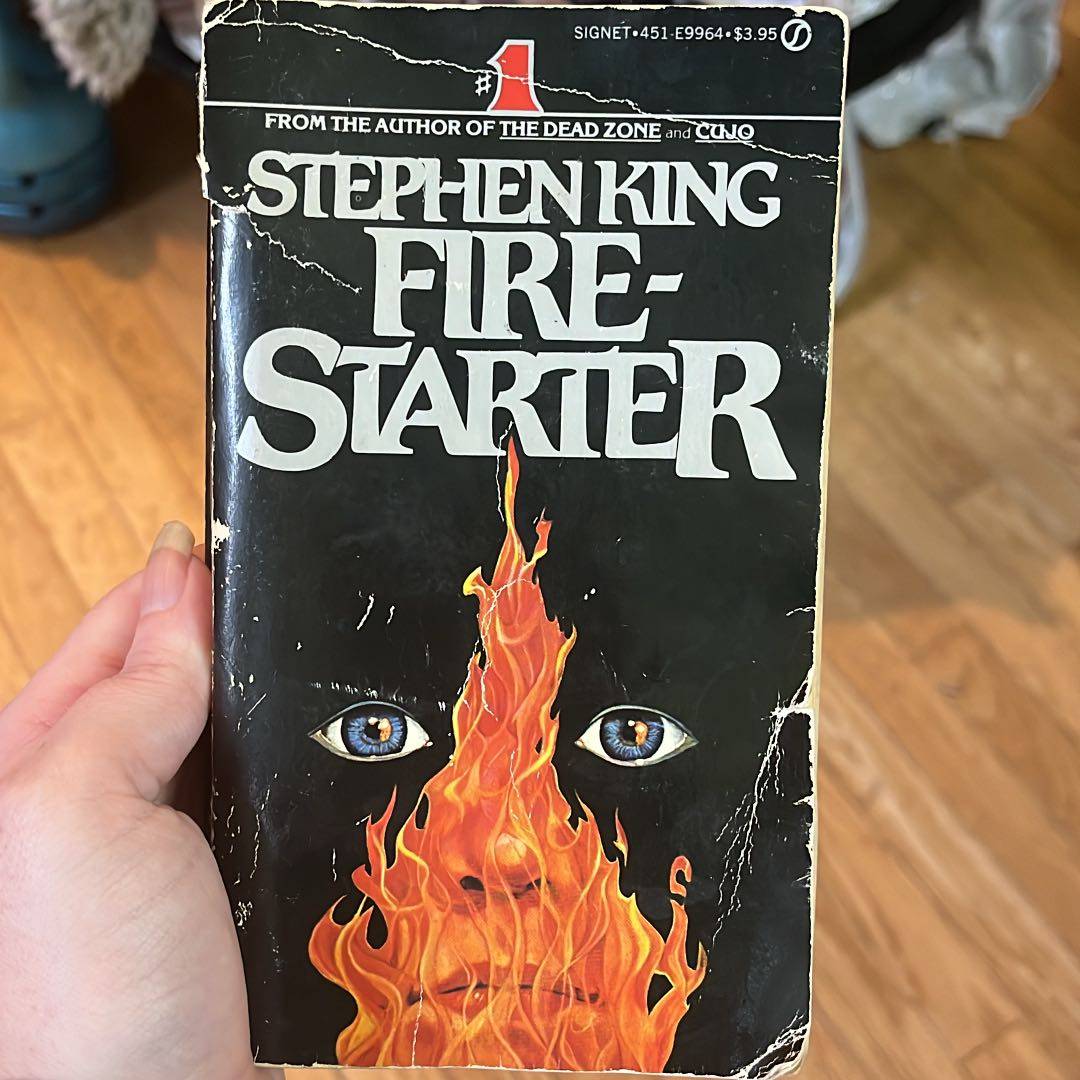 SIGNET•451-E9964•$3.95
#1
FROM THE AUTHOR OF THE DEAD ZONE and CUJO
STEPHEN KING
FIRE-
STARTER